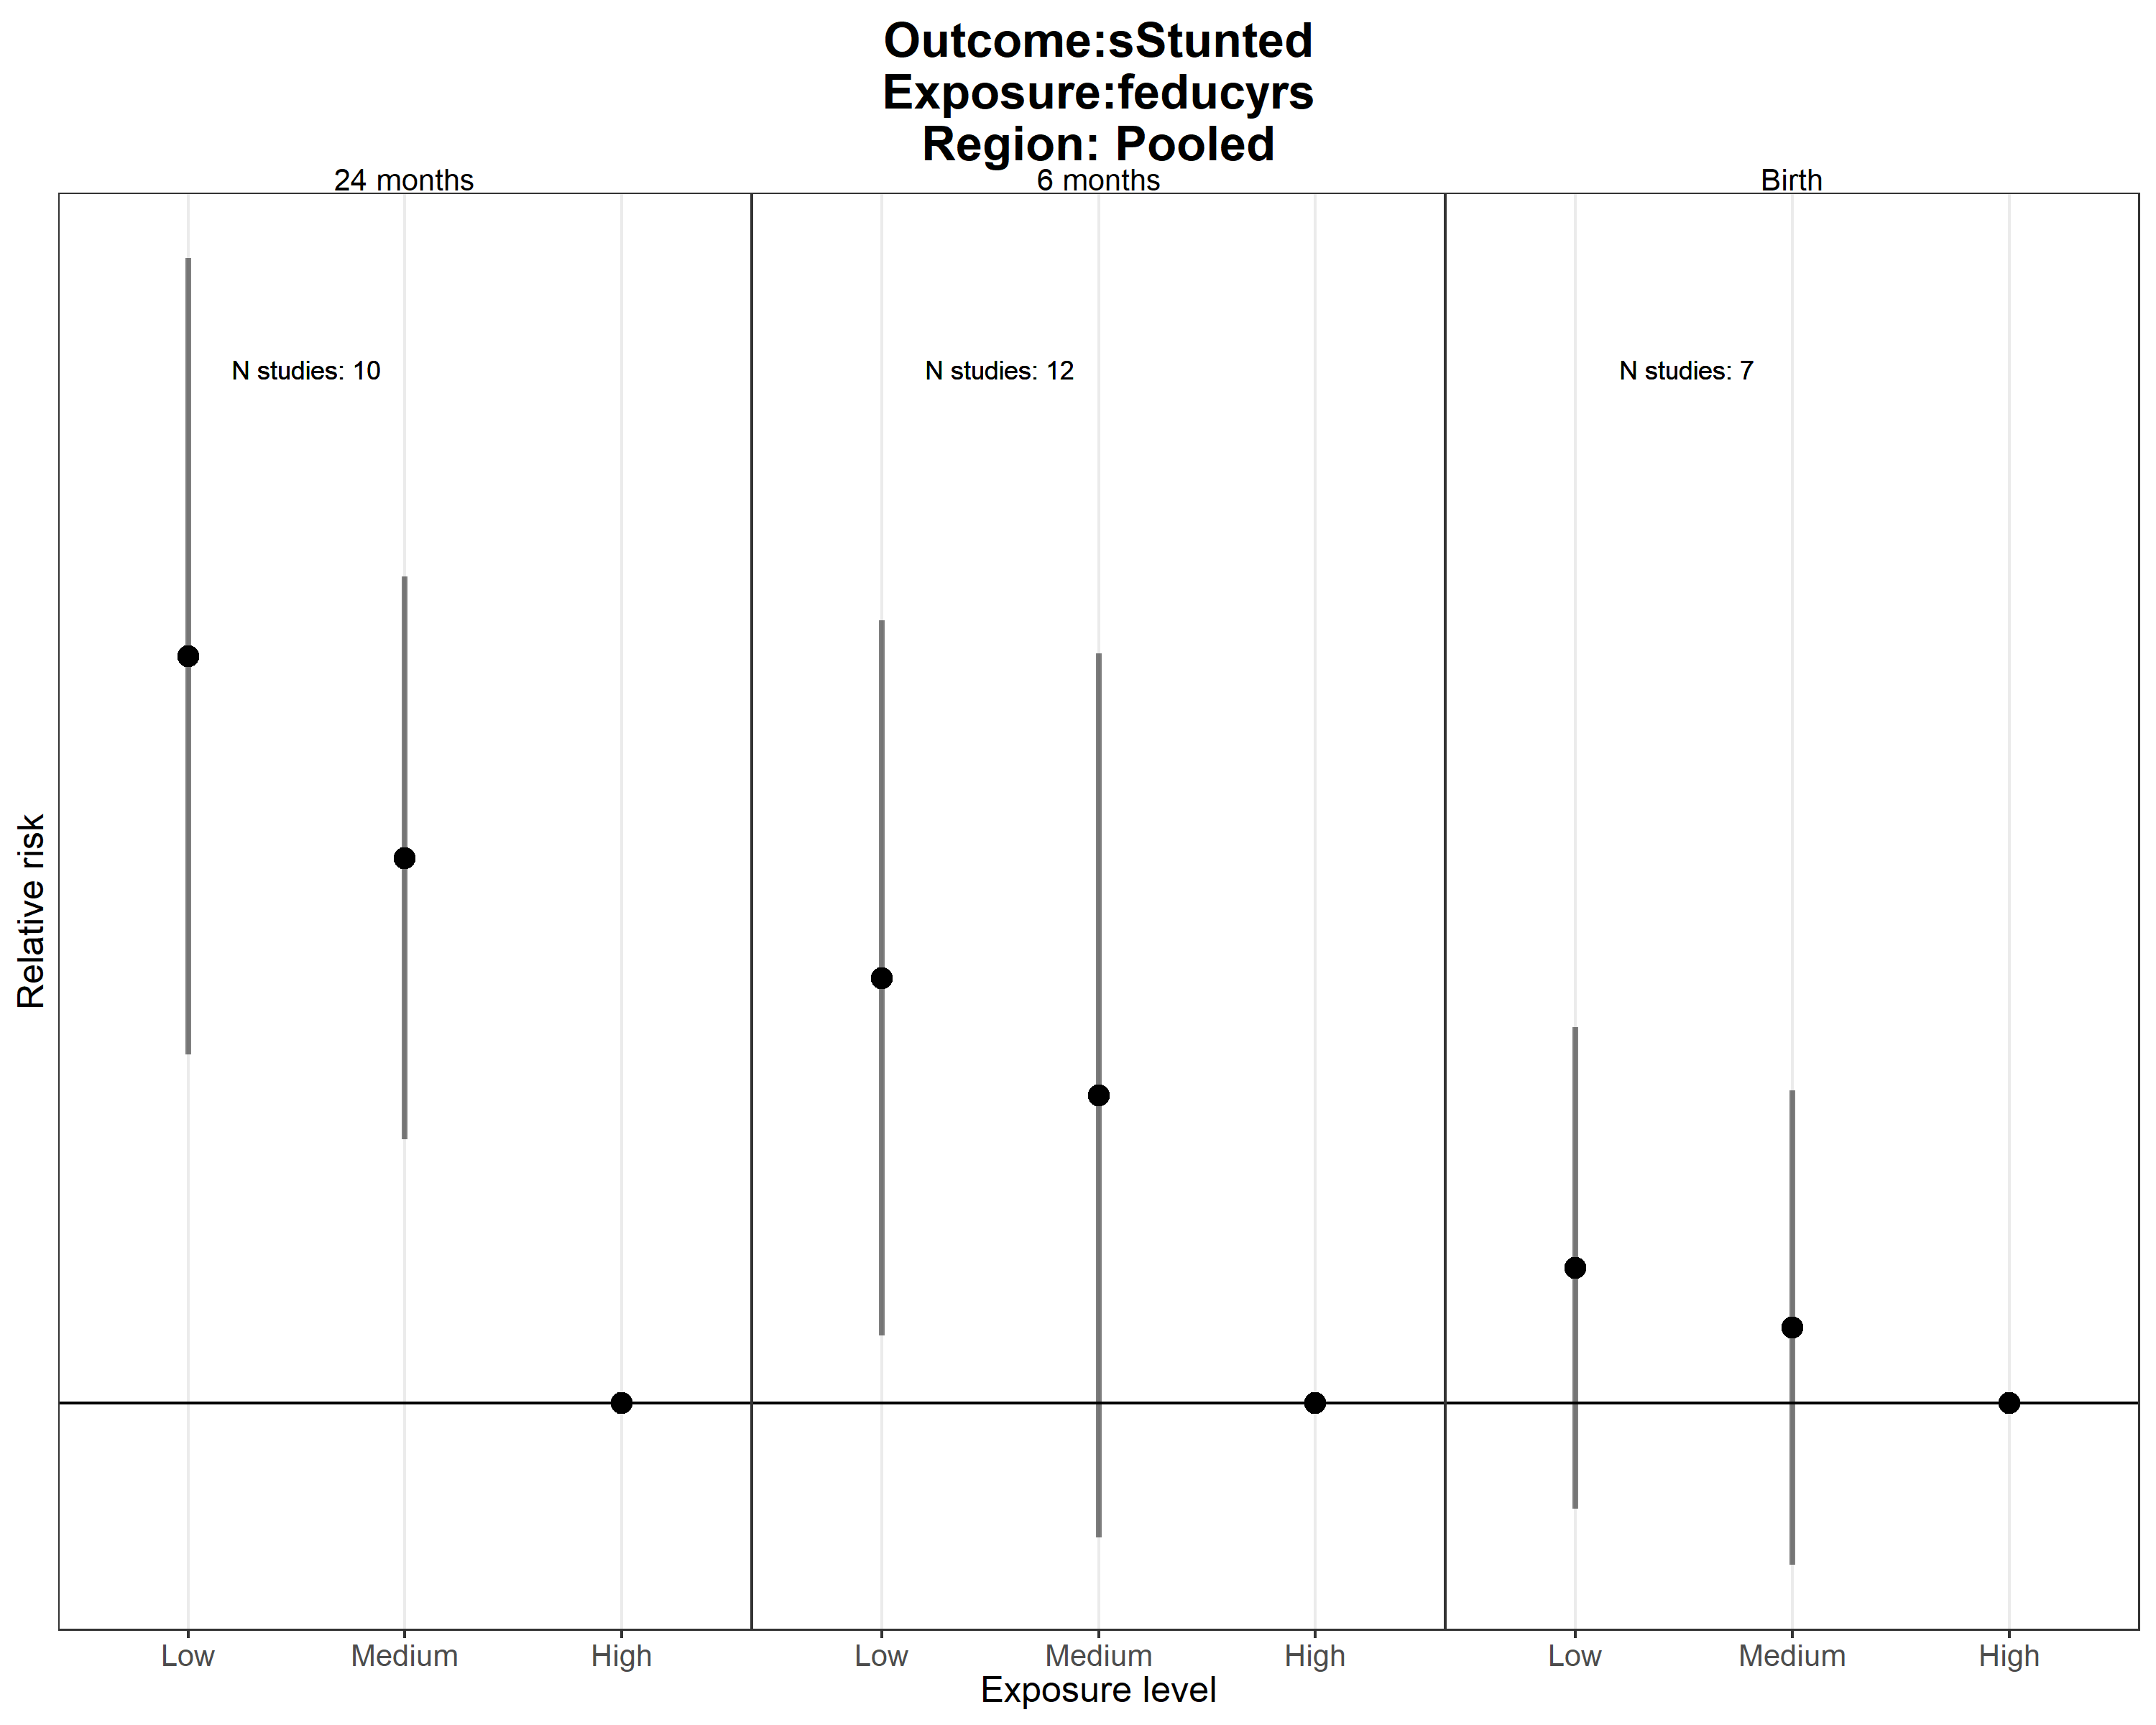 Outcome:sStunted
Exposure:feducyrs
Region: Pooled
24 months
6 months
Birth
N studies: 10
N studies: 12
N studies: 7
Relative risk
Low
Medium
High
Low
Medium
High
Low
Medium
High
Exposure level